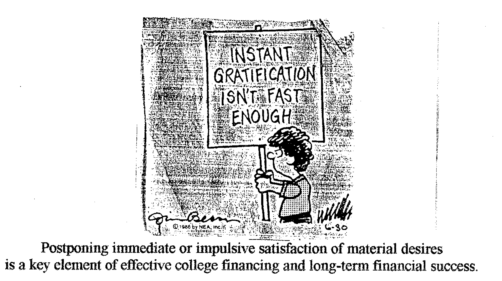 INSTANT
GRATIFICATION
ISN'T FAST
ENOUGH
© 1986 by NEA, Inc.
6-30
Postponing immediate or impulsive satisfaction of material desires
is a key element of effective college financing and long-term financial success.